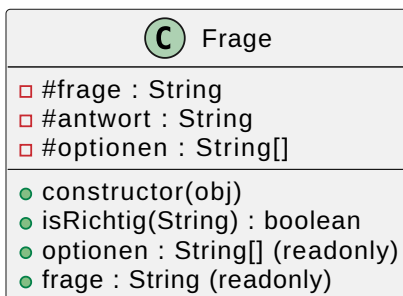 C Frage
#frage : String
#antwort : String
#optionen : String[]
constructor(obj)
isRichtig(String) : boolean
optionen : String[] (readonly)
frage : String (readonly)